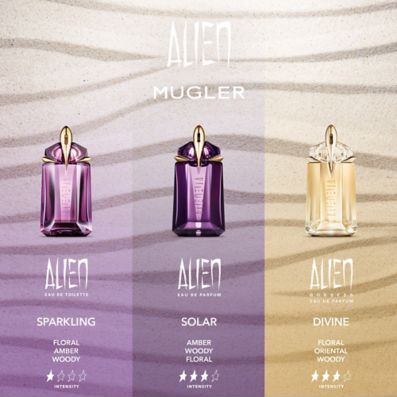 ALIEN
MUGLER
ALIEN
EAU DE TOILETTE
SPARKLING
FLORAL
AMBER
WOODY
INTENSITY
ALIEN
EAU DE PARFUM
SOLAR
AMBER
WOODY
FLORAL
INTENSITY
ALIEN
GODDESS
EAU DE PARFUM
DIVINE
FLORAL
ORIENTAL
WOODY
INTENSITY